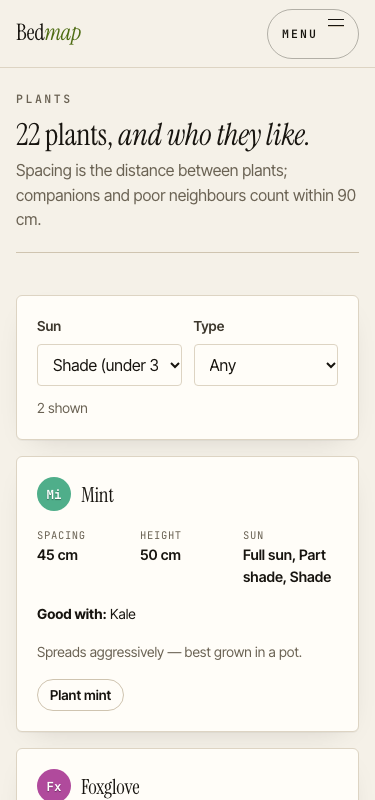 Bedmap
MENU
PLANTS
22 plants, and who they like.
Spacing is the distance between plants;
companions and poor neighbours count within 90
cm.
Sun
Type
Shade (under 3
Any
2 shown
Mi
Mint
SPACING
HEIGHT
SUN
45 cm
50 cm
Full sun, Part
shade, Shade
Good with: Kale
Spreads aggressively — best grown in a pot.
Plant mint
Fx
Foxglove